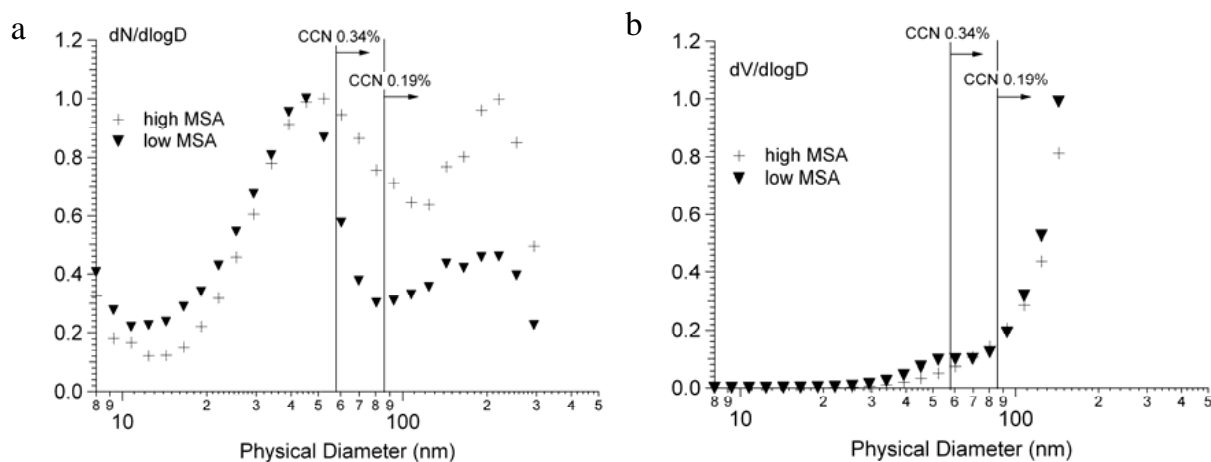 a
dN/dlogD
CCN 0.34%
CCN 0.19%
high MSA
low MSA
1.2
1.0
0.8
0.6
0.4
0.2
0.0
8 9 2 3 4 5 6 7 8 9 2 3 4 5
10 100
Physical Diameter (nm)
b
dV/dlogD
CCN 0.34%
CCN 0.19%
high MSA
low MSA
1.2
1.0
0.8
0.6
0.4
0.2
0.0
8 9 2 3 4 5 6 7 8 9 2 3 4 5
10 100
Physical Diameter (nm)